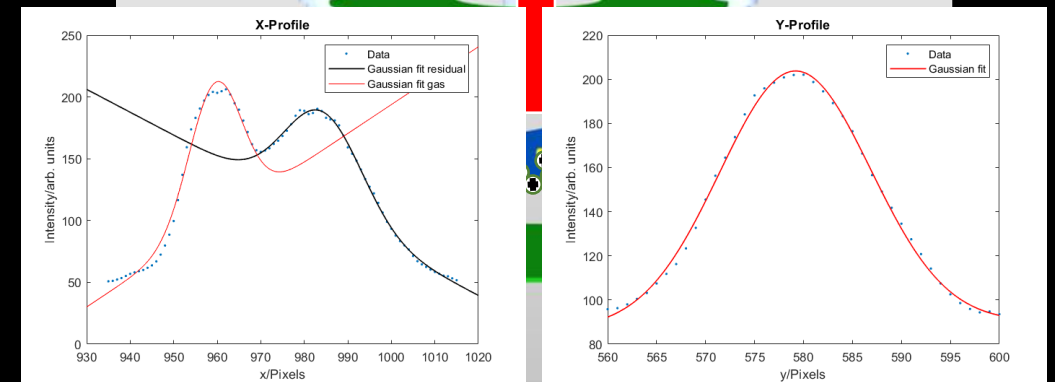 X-Profile
250
200
150
100
50
0
Intensity/arb. units
Data
Gaussian fit residual
Gaussian fit gas
930 940 950 960 970 980 990 1000 1010 1020
x/Pixels
Y-Profile
220
200
180
160
140
120
100
80
Intensity/arb. units
Data
Gaussian fit
560 565 570 575 580 585 590 595 600
y/Pixels